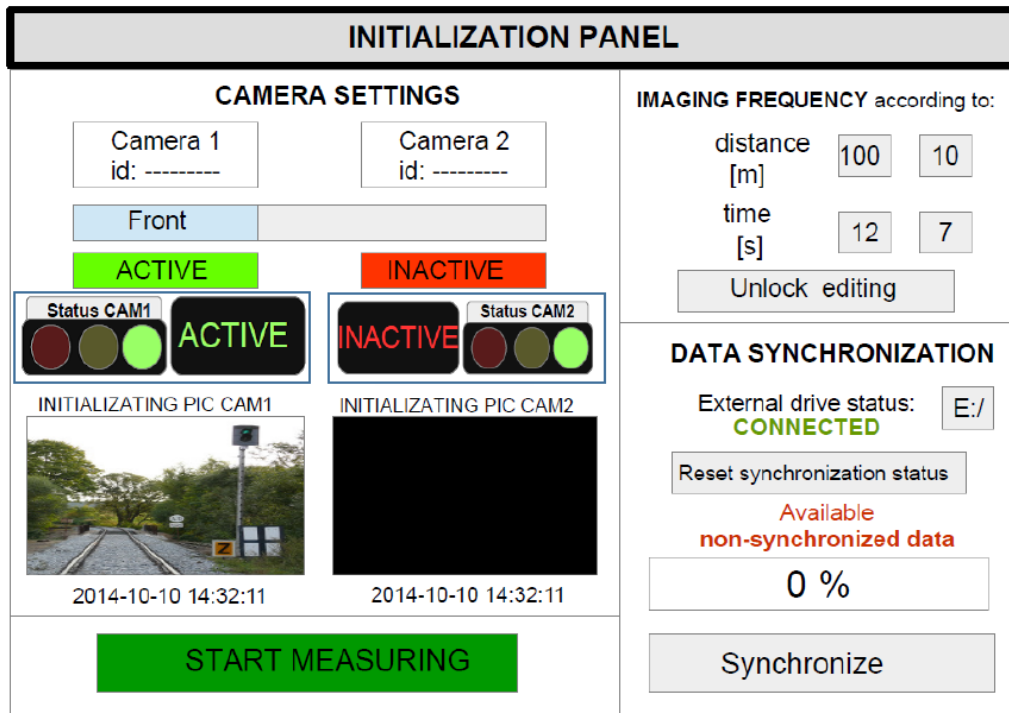 INITIALIZATION PANEL
CAMERA SETTINGS
Camera 1
id: ---------
Camera 2
id: ---------
Front
ACTIVE
INACTIVE
Status CAM1
ACTIVE
INACTIVE
Status CAM2
INITIALIZATING PIC CAM1
INITIALIZATING PIC CAM2
Z
2014-10-10 14:32:11
2014-10-10 14:32:11
START MEASURING
IMAGING FREQUENCY according to:
distance
[m]
100
10
time
[s]
12
7
Unlock editing
DATA SYNCHRONIZATION
External drive status:
CONNECTED
E:/
Reset synchronization status
Available
non-synchronized data
0 %
Synchronize